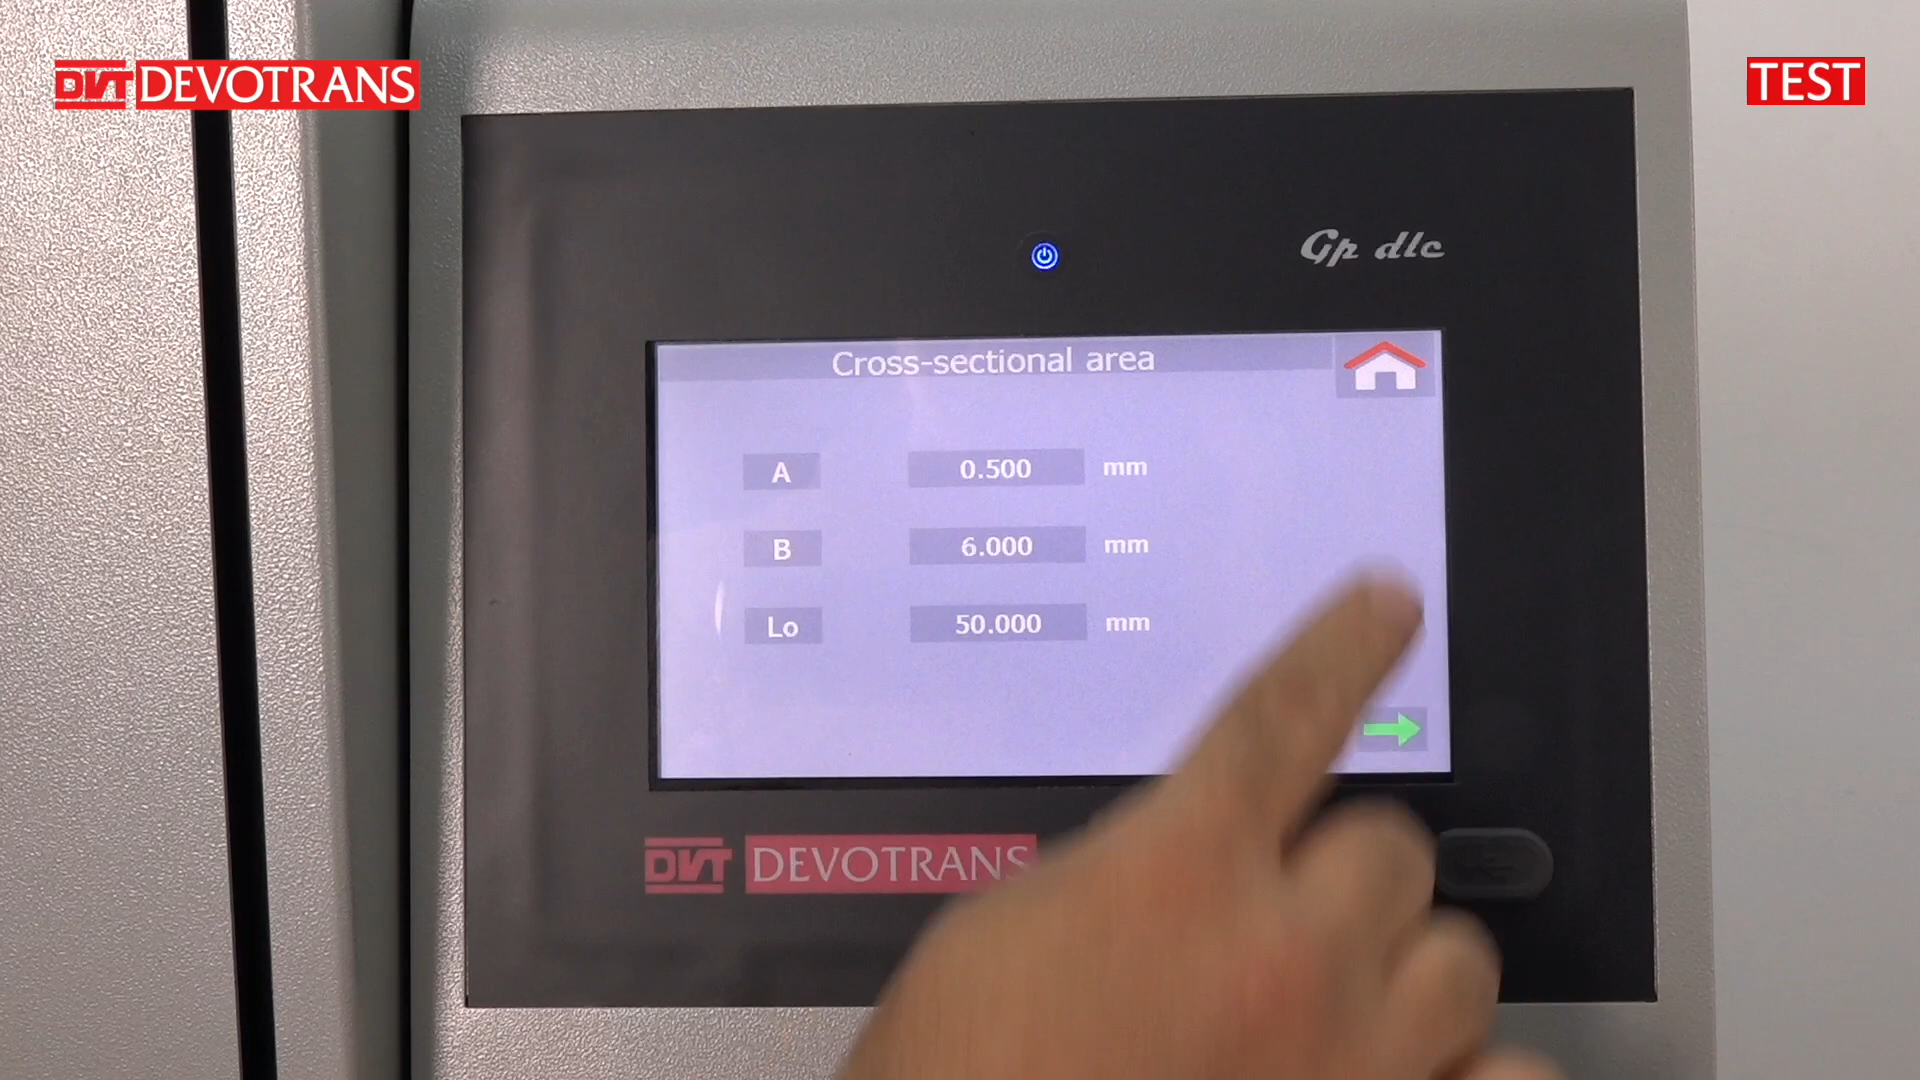 DVT DEVOTRANS
TEST
Gp dlc
Cross-sectional area
A 0.500 mm
B 6.000 mm
Lo 50.000 mm
DVT DEVOTRANS